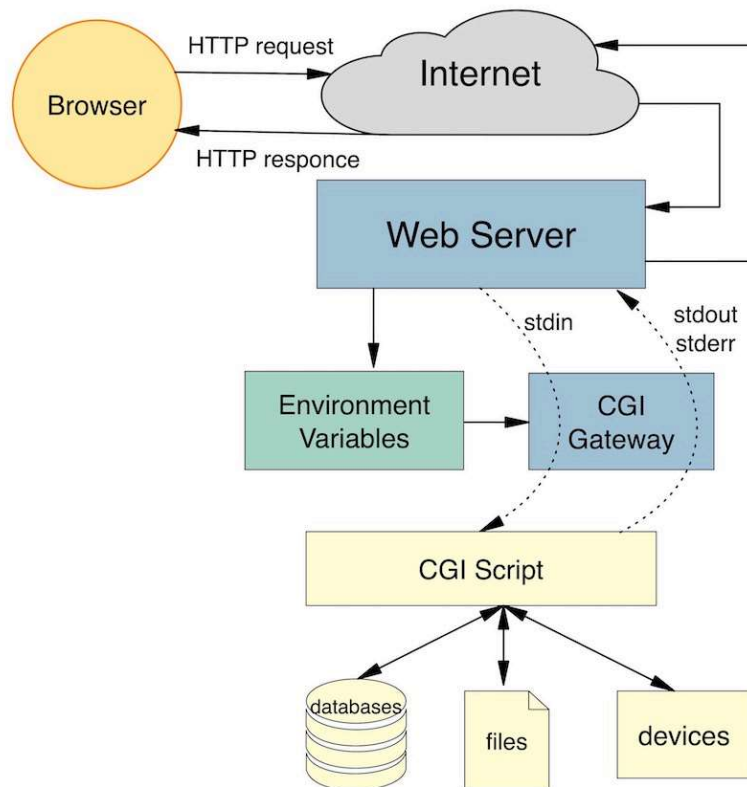 HTTP request
Internet
Browser
HTTP responce
Web Server
stdin
stdout
stderr
Environment
Variables
CGI
Gateway
CGI Script
databases
files
devices